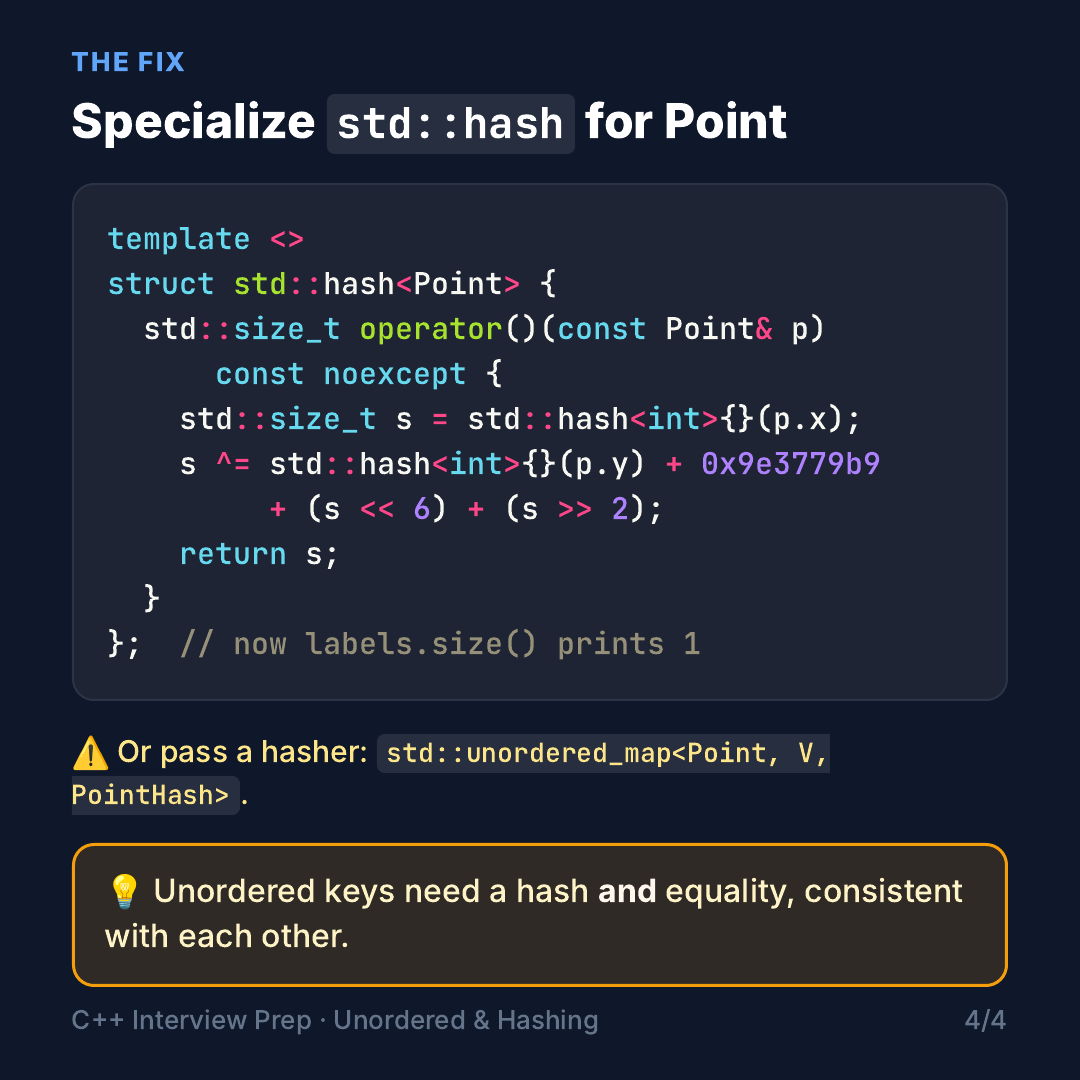 THE FIX
Specialize std::hash for Point
template <>
struct std::hash<Point> {
  std::size_t operator()(const Point& p)
      const noexcept {
    std::size_t s = std::hash<int>{}(p.x);
    s ^= std::hash<int>{}(p.y) + 0x9e3779b9
         + (s << 6) + (s >> 2);
    return s;
  }
};  // now labels.size() prints 1
⚠️ Or pass a hasher: std::unordered_map<Point, V,
PointHash>.
💡 Unordered keys need a hash and equality, consistent
with each other.
C++ Interview Prep · Unordered & Hashing
4/4